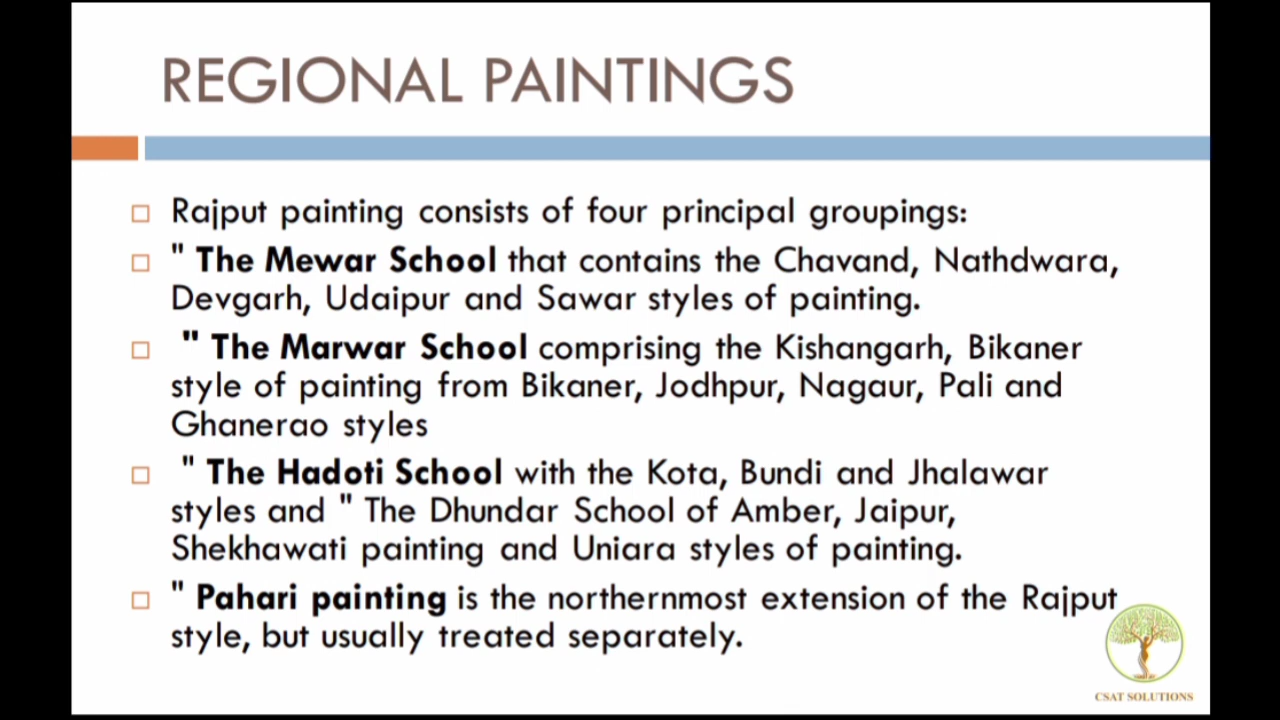 REGIONAL PAINTINGS
Rajput painting consists of four principal groupings:
" The Mewar School that contains the Chavand, Nathdwara,
Devgarh, Udaipur and Sawar styles of painting.
" The Marwar School comprising the Kishangarh, Bikaner
style of painting from Bikaner, Jodhpur, Nagaur, Pali and
Ghanerao styles
" The Hadoti School with the Kota, Bundi and Jhalawar
styles and " The Dhundar School of Amber, Jaipur,
Shekhawati painting and Uniara styles of painting.
" Pahari painting is the northernmost extension of the Rajput
style, but usually treated separately.
CSAT SOLUTIONS